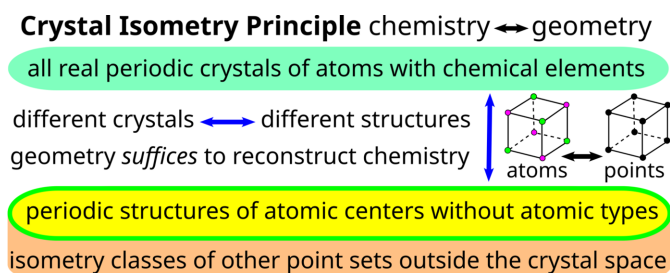 Crystal Isometry Principle chemistry ↔ geometry
all real periodic crystals of atoms with chemical elements
different crystals ↔ different structures
geometry suffices to reconstruct chemistry
atoms ↔ points
periodic structures of atomic centers without atomic types
isometry classes of other point sets outside the crystal space